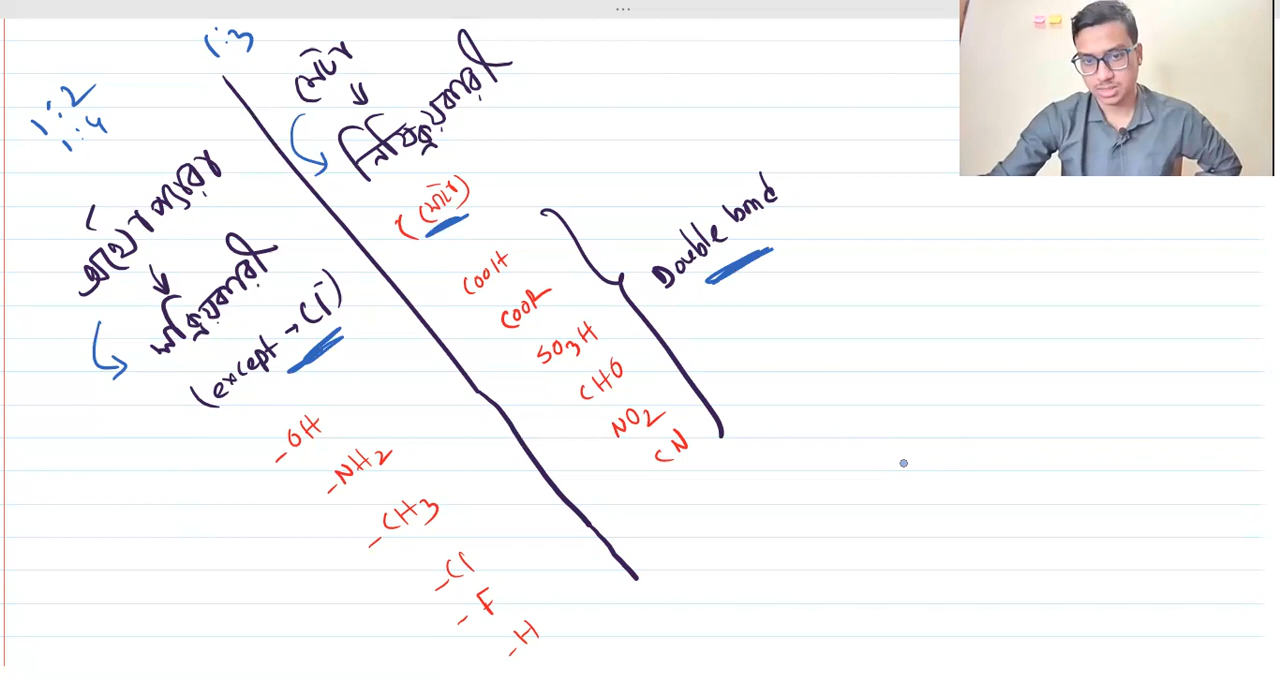 1:3
1:2
1:4
মেটা
নিষ্ক্রিয়কারী
(মেটা)
অর্থো প্যারা
সক্রিয়কারী
(except → Cl)
-OH
-NH2
-CH3
-Cl
-F
-H
COOH
COOR
SO3H
CHO
NO2
CN
Double bond